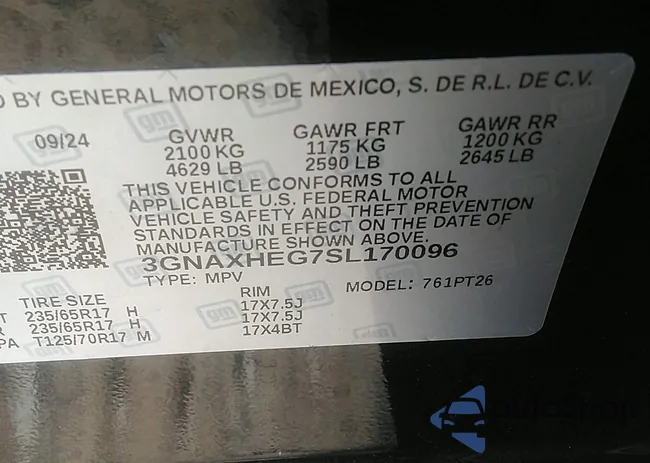 D BY GENERAL MOTORS DE MEXICO, S. DE R.L. DE C.V.
09/24 GVWR GAWR FRT GAWR RR
2100 KG 1175 KG 1200 KG
4629 LB 2590 LB 2645 LB
THIS VEHICLE CONFORMS TO ALL
APPLICABLE U.S. FEDERAL MOTOR
VEHICLE SAFETY AND THEFT PREVENTION
STANDARDS IN EFFECT ON THE DATE OF
MANUFACTURE SHOWN ABOVE.
3GNAXHEG7SL170096
TYPE: MPV MODEL: 761PT26
TIRE SIZE RIM
T 235/65R17 H 17X7.5J
235/65R17 H 17X7.5J
PA T125/70R17 M 17X4BT
gm
autoshop